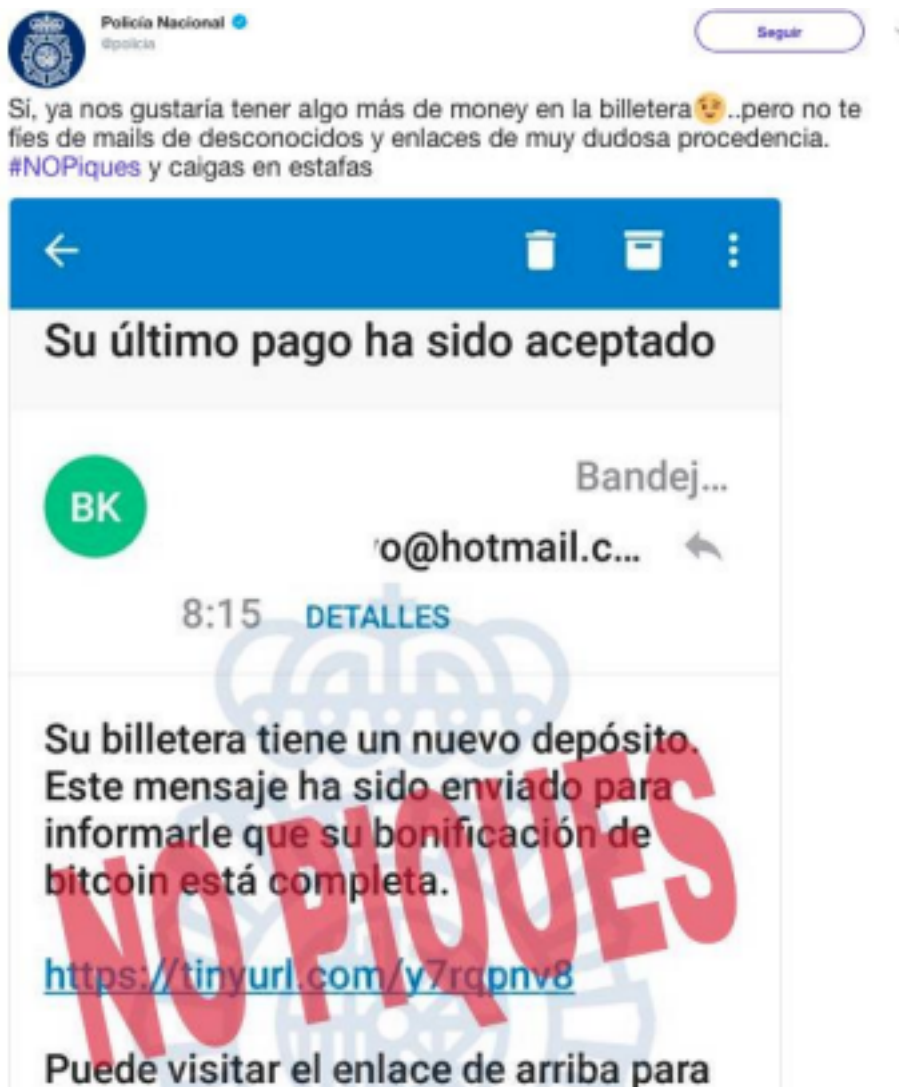 Policía Nacional
@policia
Seguir
Sí, ya nos gustaría tener algo más de money en la billetera😉..pero no te
fíes de mails de desconocidos y enlaces de muy dudosa procedencia.
#NOPiques y caigas en estafas
Su último pago ha sido aceptado
BK
Bandej...
o@hotmail.c...
8:15 DETALLES
Su billetera tiene un nuevo depósito.
Este mensaje ha sido enviado para
informarle que su bonificación de
bitcoin está completa.
NO PIQUES
https://tinyurl.com/y7rqpnv8
Puede visitar el enlace de arriba para